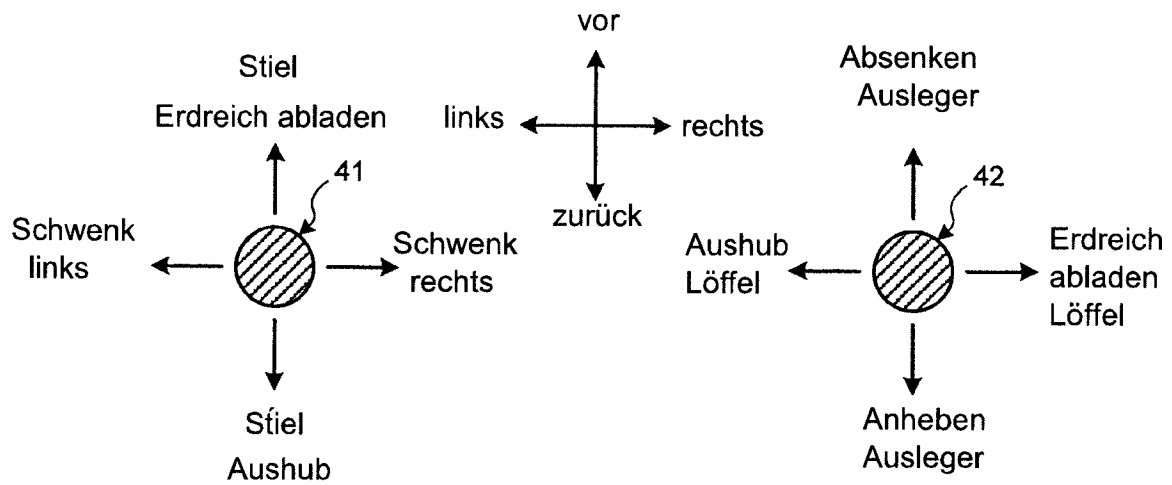 Stiel
Erdreich abladen
41
Schwenk
links
Schwenk
rechts
Stiel
Aushub
vor
links
rechts
zurück
Absenken
Ausleger
42
Aushub
Löffel
Erdreich
abladen
Löffel
Anheben
Ausleger